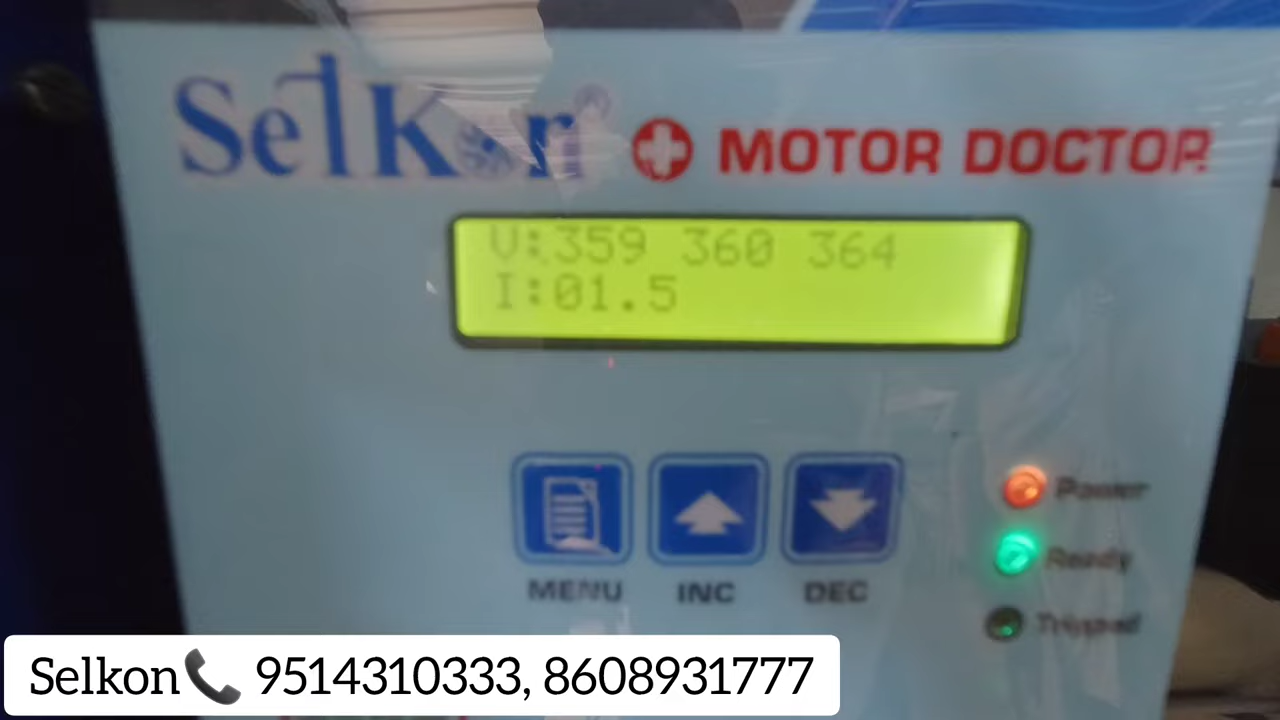 Selkon® MOTOR DOCTOR
V:359 360 364
I:01.5
MENU INC DEC
Power
Ready
Tripped
Selkon 9514310333, 8608931777